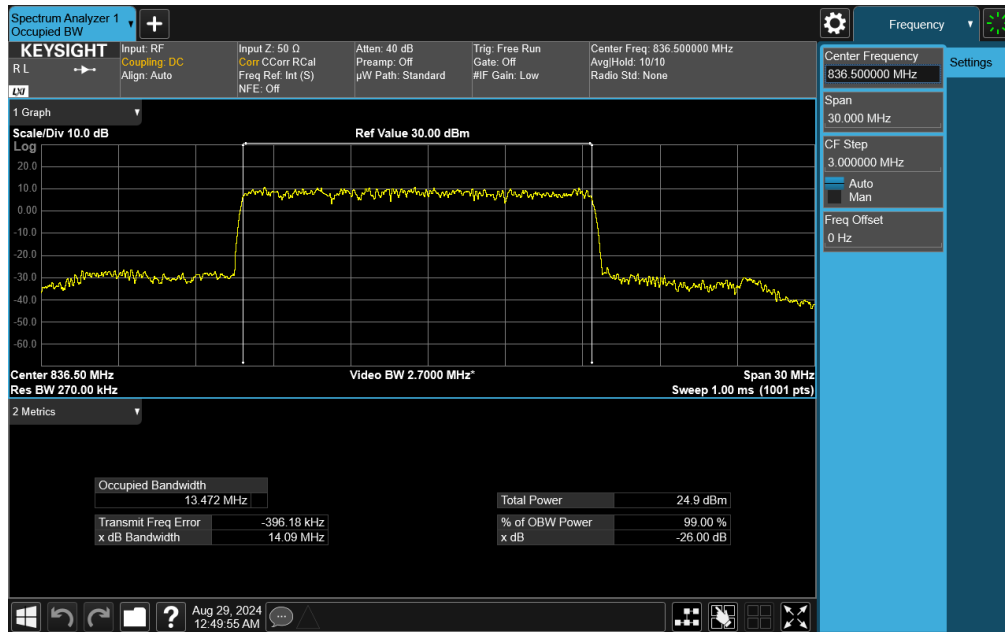 Spectrum Analyzer 1
Occupied BW
Frequency
KEYSIGHT
R L
LXI
Input: RF
Coupling: DC
Align: Auto
Input Z: 50 Ω
Corr CCorr RCal
Freq Ref: Int (S)
NFE: Off
Atten: 40 dB
Preamp: Off
µW Path: Standard
Trig: Free Run
Gate: Off
#IF Gain: Low
Center Freq: 836.500000 MHz
Avg|Hold: 10/10
Radio Std: None
Center Frequency
836.500000 MHz
Settings
Span
30.000 MHz
CF Step
3.000000 MHz
Auto
Man
Freq Offset
0 Hz
1 Graph
Scale/Div 10.0 dB
Ref Value 30.00 dBm
Log
20.0
10.0
0.00
-10.0
-20.0
-30.0
-40.0
-50.0
-60.0
Center 836.50 MHz
Video BW 2.7000 MHz*
Span 30 MHz
Res BW 270.00 kHz
Sweep 1.00 ms (1001 pts)
2 Metrics
Occupied Bandwidth
13.472 MHz
Total Power 24.9 dBm
Transmit Freq Error -396.18 kHz
% of OBW Power 99.00 %
x dB Bandwidth 14.09 MHz
x dB -26.00 dB
Aug 29, 2024
12:49:55 AM